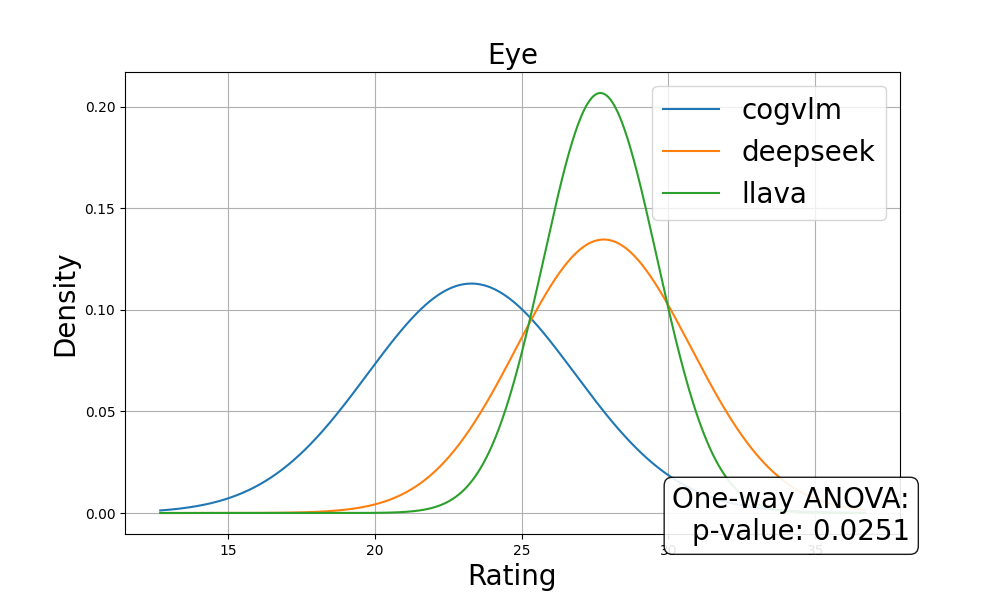 Eye
cogvlm
deepseek
llava
0.20
0.15
0.10
0.05
0.00
Density
One-way ANOVA:
p-value: 0.0251
15
20
25
30
35
Rating